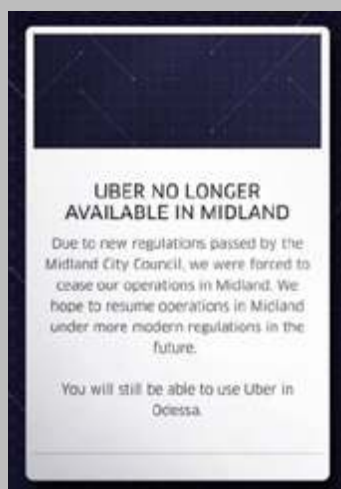 UBER NO LONGER
AVAILABLE IN MIDLAND
Due to new regulations passed by the
Midland City Council, we were forced to
cease our operations in Midland. We
hope to resume operations in Midland
under more modern regulations in the
future.
You will still be able to use Uber in
Odessa.